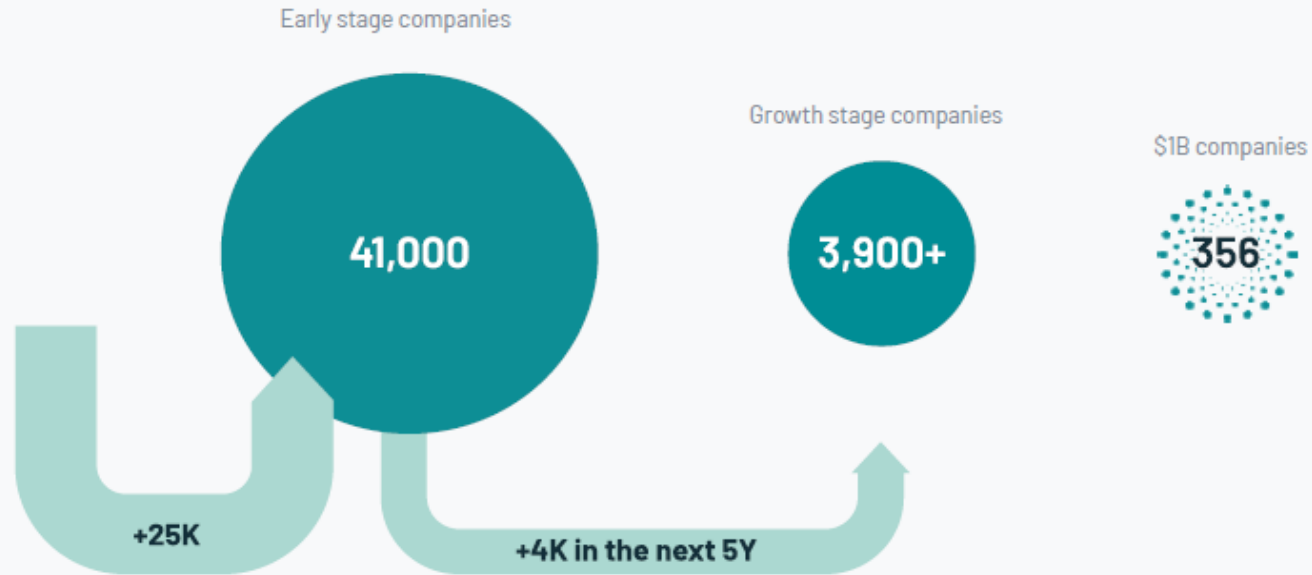 Early stage companies
41,000
Growth stage companies
3,900+
$1B companies
356
+25K
+4K in the next 5Y